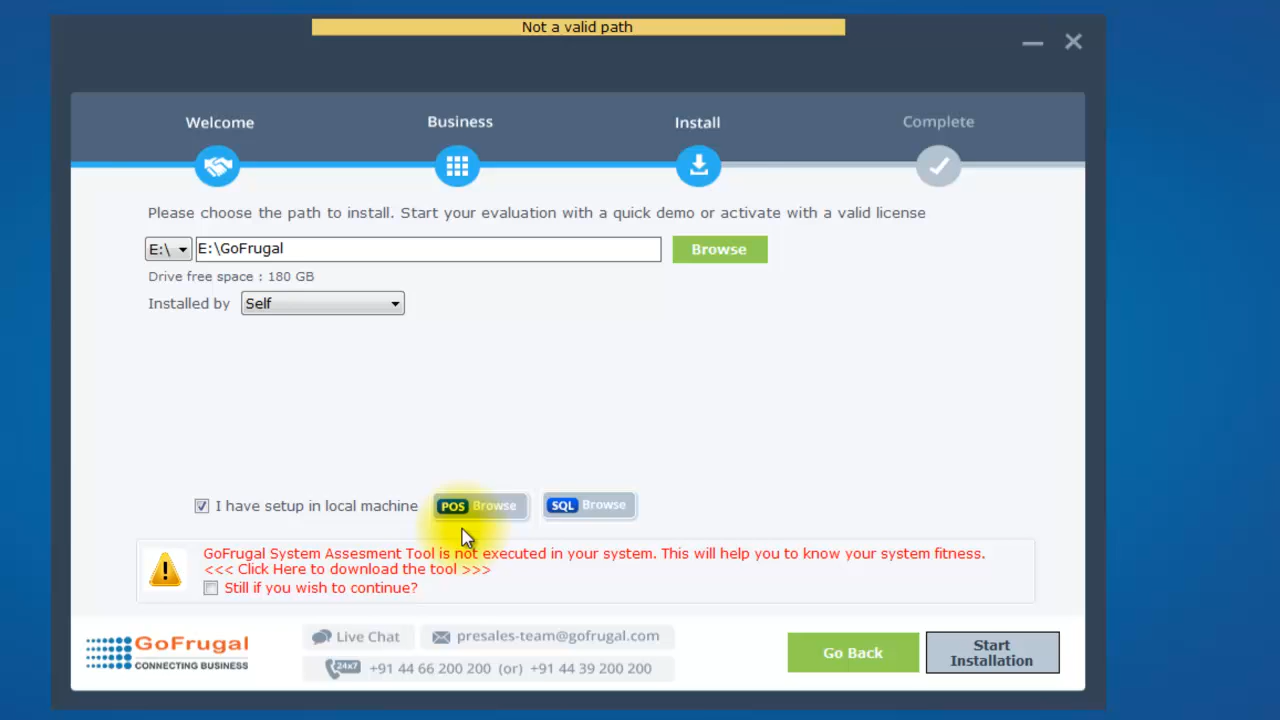 Not a valid path
Welcome
Business
Install
Complete
Please choose the path to install. Start your evaluation with a quick demo or activate with a valid license
E:\
E:\GoFrugal
Browse
Drive free space : 180 GB
Installed by
Self
I have setup in local machine
POS Browse
SQL Browse
GoFrugal System Assesment Tool is not executed in your system. This will help you to know your system fitness.
<<< Click Here to download the tool >>>
Still if you wish to continue?
GoFrugal
CONNECTING BUSINESS
Live Chat
presales-team@gofrugal.com
24x7 +91 44 66 200 200 (or) +91 44 39 200 200
Go Back
Start
Installation